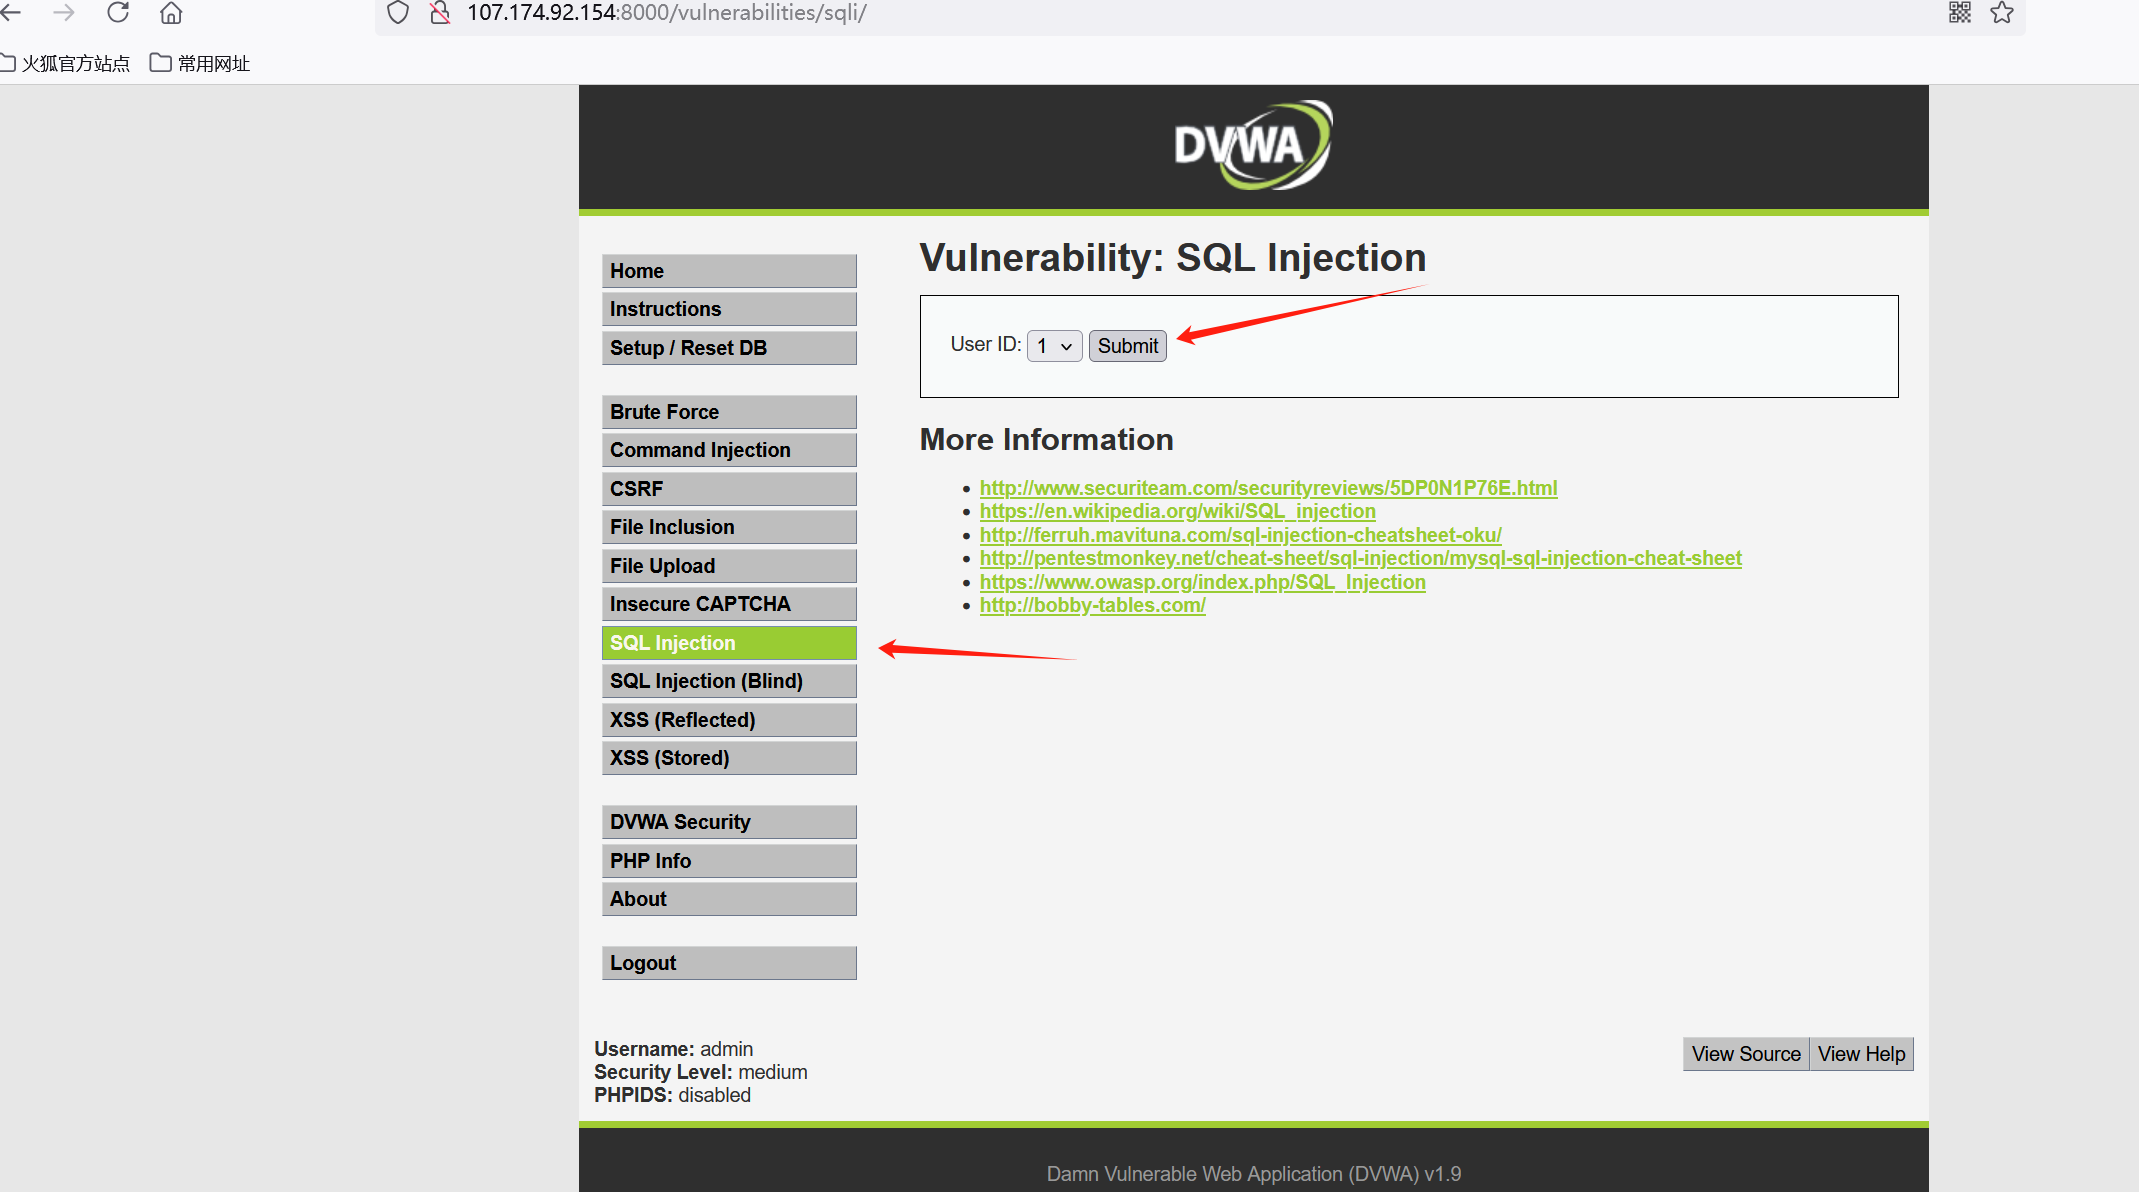 107.174.92.154:8000/vulnerabilities/sqli/
火狐官方站点 常用网址
DVWA
Home
Instructions
Setup / Reset DB
Brute Force
Command Injection
CSRF
File Inclusion
File Upload
Insecure CAPTCHA
SQL Injection
SQL Injection (Blind)
XSS (Reflected)
XSS (Stored)
DVWA Security
PHP Info
About
Logout
Vulnerability: SQL Injection
User ID: 1 Submit
More Information
http://www.securiteam.com/securityreviews/5DP0N1P76E.html
https://en.wikipedia.org/wiki/SQL_injection
http://ferruh.mavituna.com/sql-injection-cheatsheet-oku/
http://pentestmonkey.net/cheat-sheet/sql-injection/mysql-sql-injection-cheat-sheet
https://www.owasp.org/index.php/SQL_Injection
http://bobby-tables.com/
Username: admin
Security Level: medium
PHPIDS: disabled
View Source View Help
Damn Vulnerable Web Application (DVWA) v1.9